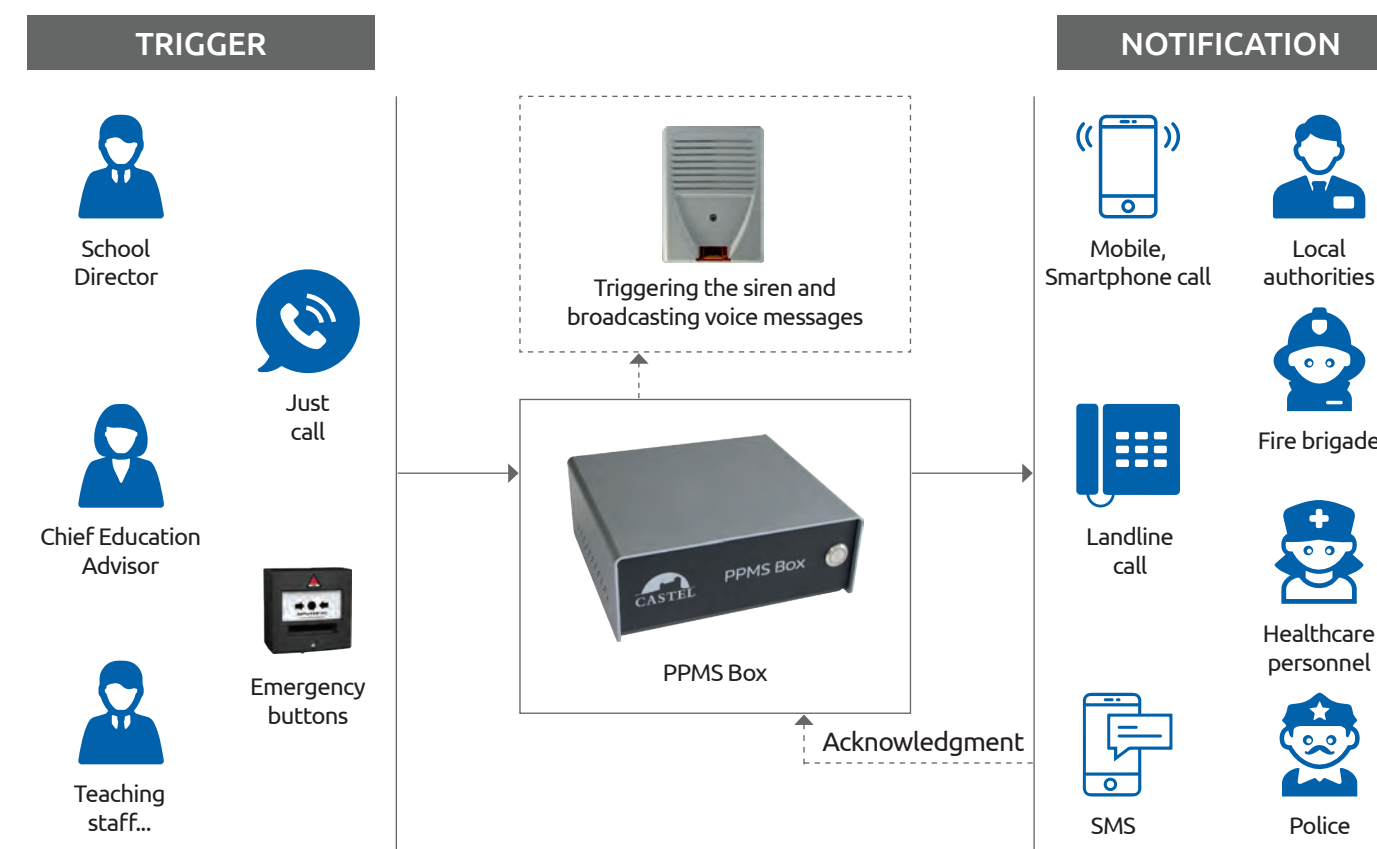 TRIGGER
NOTIFICATION
School
Director
Just
call
Chief Education
Advisor
Emergency
buttons
Teaching
staff...
Triggering the siren and
broadcasting voice messages
CASTEL
PPMS Box
PPMS Box
Acknowledgment
Mobile,
Smartphone call
Local
authorities
Fire brigade
Landline
call
Healthcare
personnel
SMS
Police